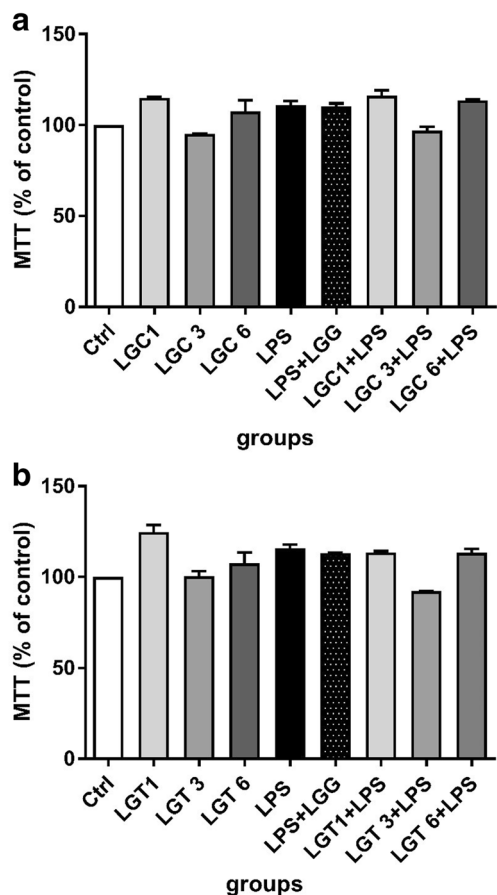 a
150
100
50
0
MTT (% of control)
Ctrl
LGC1
LGC 3
LGC 6
LPS
LPS+LGG
LGC1+LPS
LGC 3+LPS
LGC 6+LPS
groups
b
150
100
50
0
MTT (% of control)
Ctrl
LGT1
LGT 3
LGT 6
LPS
LPS+LGG
LGT1+LPS
LGT 3+LPS
LGT 6+LPS
groups